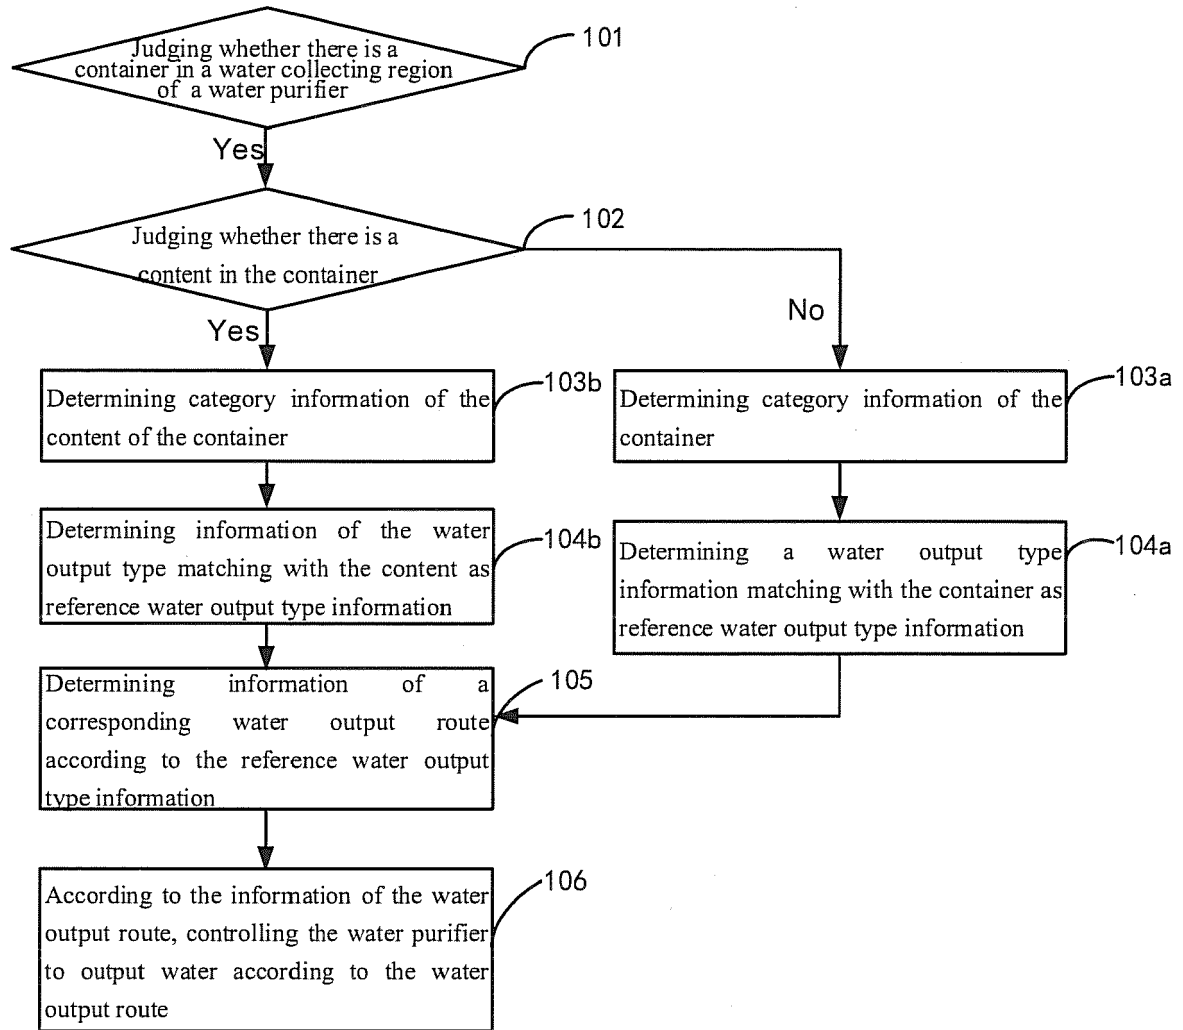 Judging whether there is a
container in a water collecting region
of a water purifier
101
Yes
Judging whether there is a
content in the container
102
Yes
No
Determining category information of the
content of the container
103b
Determining category information of the
container
103a
Determining information of the water
output type matching with the content as
reference water output type information
104b
Determining a water output type
information matching with the container as
reference water output type information
104a
Determining information of a
corresponding water output route
according to the reference water output
type information
105
According to the information of the water
output route, controlling the water purifier
to output water according to the water
output route
106